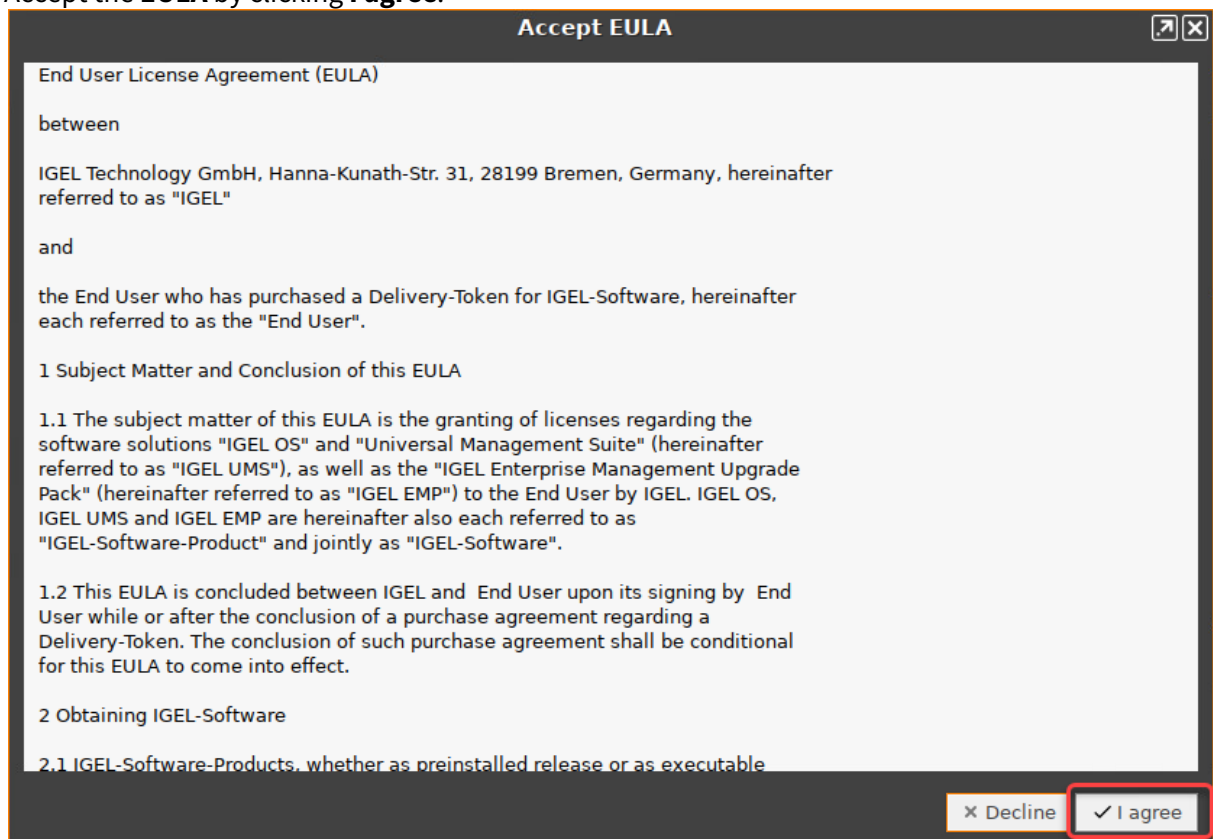 Accept the EULA by clicking I agree.
Accept EULA
End User License Agreement (EULA)
between
IGEL Technology GmbH, Hanna-Kunath-Str. 31, 28199 Bremen, Germany, hereinafter
referred to as "IGEL"
and
the End User who has purchased a Delivery-Token for IGEL-Software, hereinafter
each referred to as the "End User".
1 Subject Matter and Conclusion of this EULA
1.1 The subject matter of this EULA is the granting of licenses regarding the
software solutions "IGEL OS" and "Universal Management Suite" (hereinafter
referred to as "IGEL UMS"), as well as the "IGEL Enterprise Management Upgrade
Pack" (hereinafter referred to as "IGEL EMP") to the End User by IGEL. IGEL OS,
IGEL UMS and IGEL EMP are hereinafter also each referred to as
"IGEL-Software-Product" and jointly as "IGEL-Software".
1.2 This EULA is concluded between IGEL and  End User upon its signing by  End
User while or after the conclusion of a purchase agreement regarding a
Delivery-Token. The conclusion of such purchase agreement shall be conditional
for this EULA to come into effect.
2 Obtaining IGEL-Software
2.1 IGEL-Software-Products, whether as preinstalled release or as executable
Decline
I agree